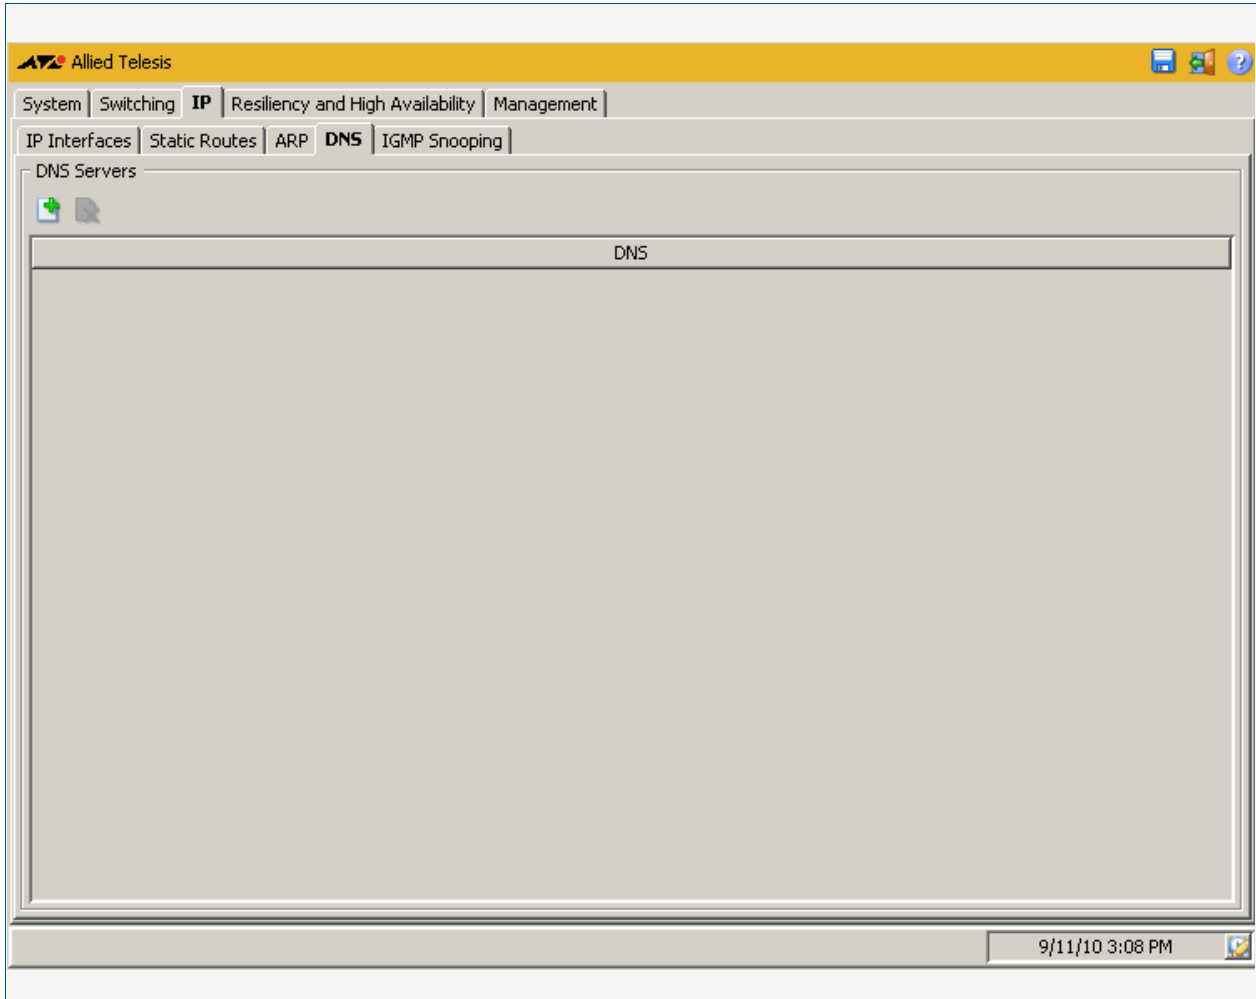 Allied Telesis
System Switching IP Resiliency and High Availability Management
IP Interfaces Static Routes ARP DNS IGMP Snooping
DNS Servers
DNS
9/11/10 3:08 PM